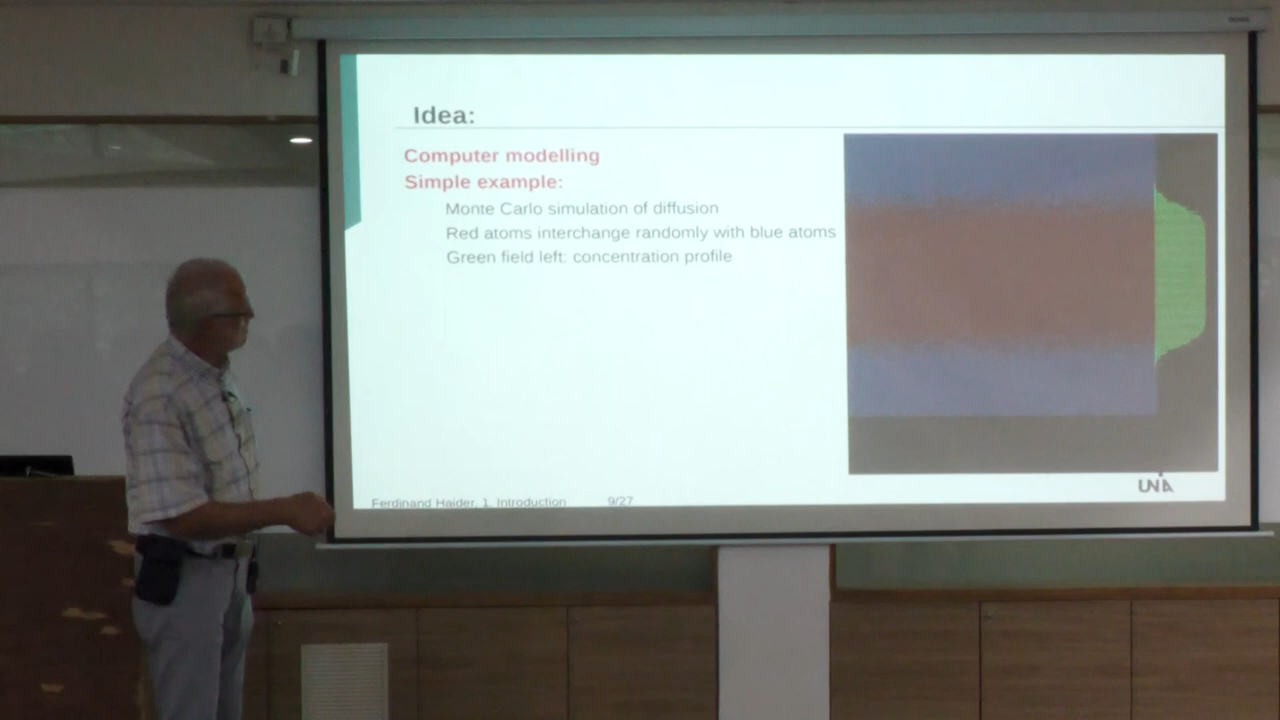 Idea:
Computer modelling
Simple example:
Monte Carlo simulation of diffusion
Red atoms interchange randomly with blue atoms
Green field left: concentration profile
Ferdinand Haider, 1. Introduction 9/27
UNIA